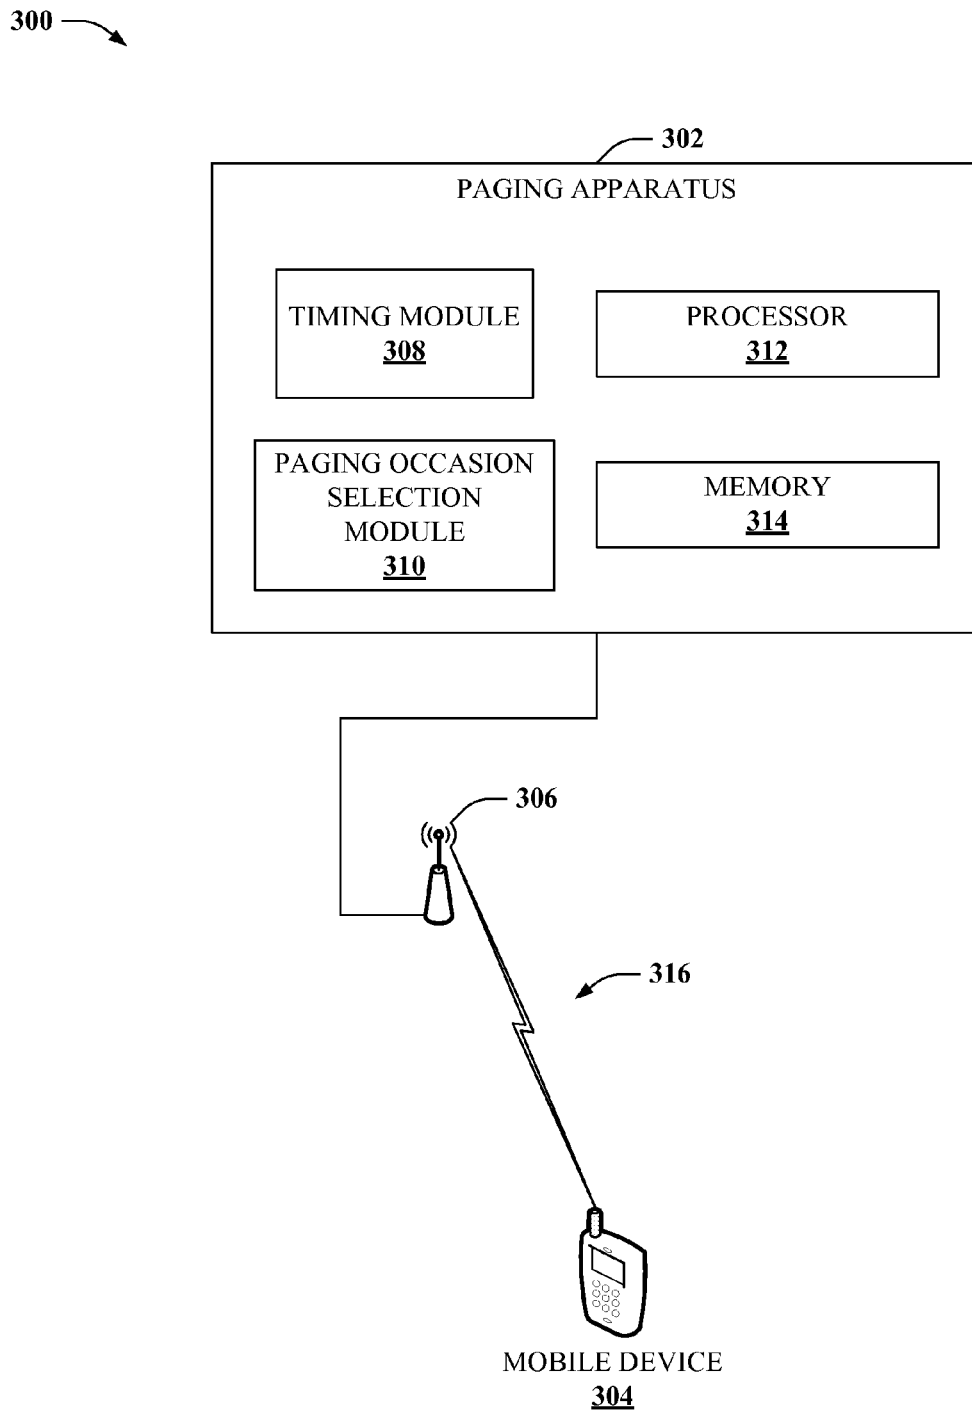 300
302
PAGING APPARATUS
TIMING MODULE
308
PROCESSOR
312
PAGING OCCASION
SELECTION
MODULE
310
MEMORY
314
306
316
MOBILE DEVICE
304